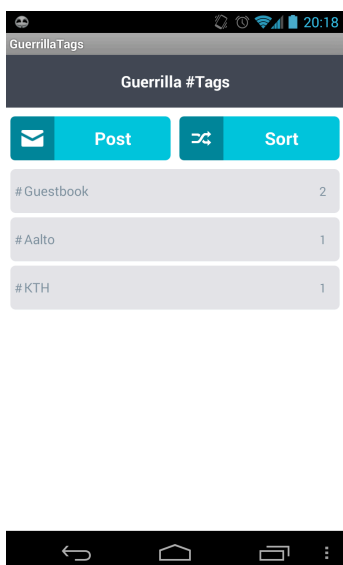 20:18
GuerrillaTags
Guerrilla #Tags
Post Sort
#Guestbook 2
#Aalto 1
#KTH 1